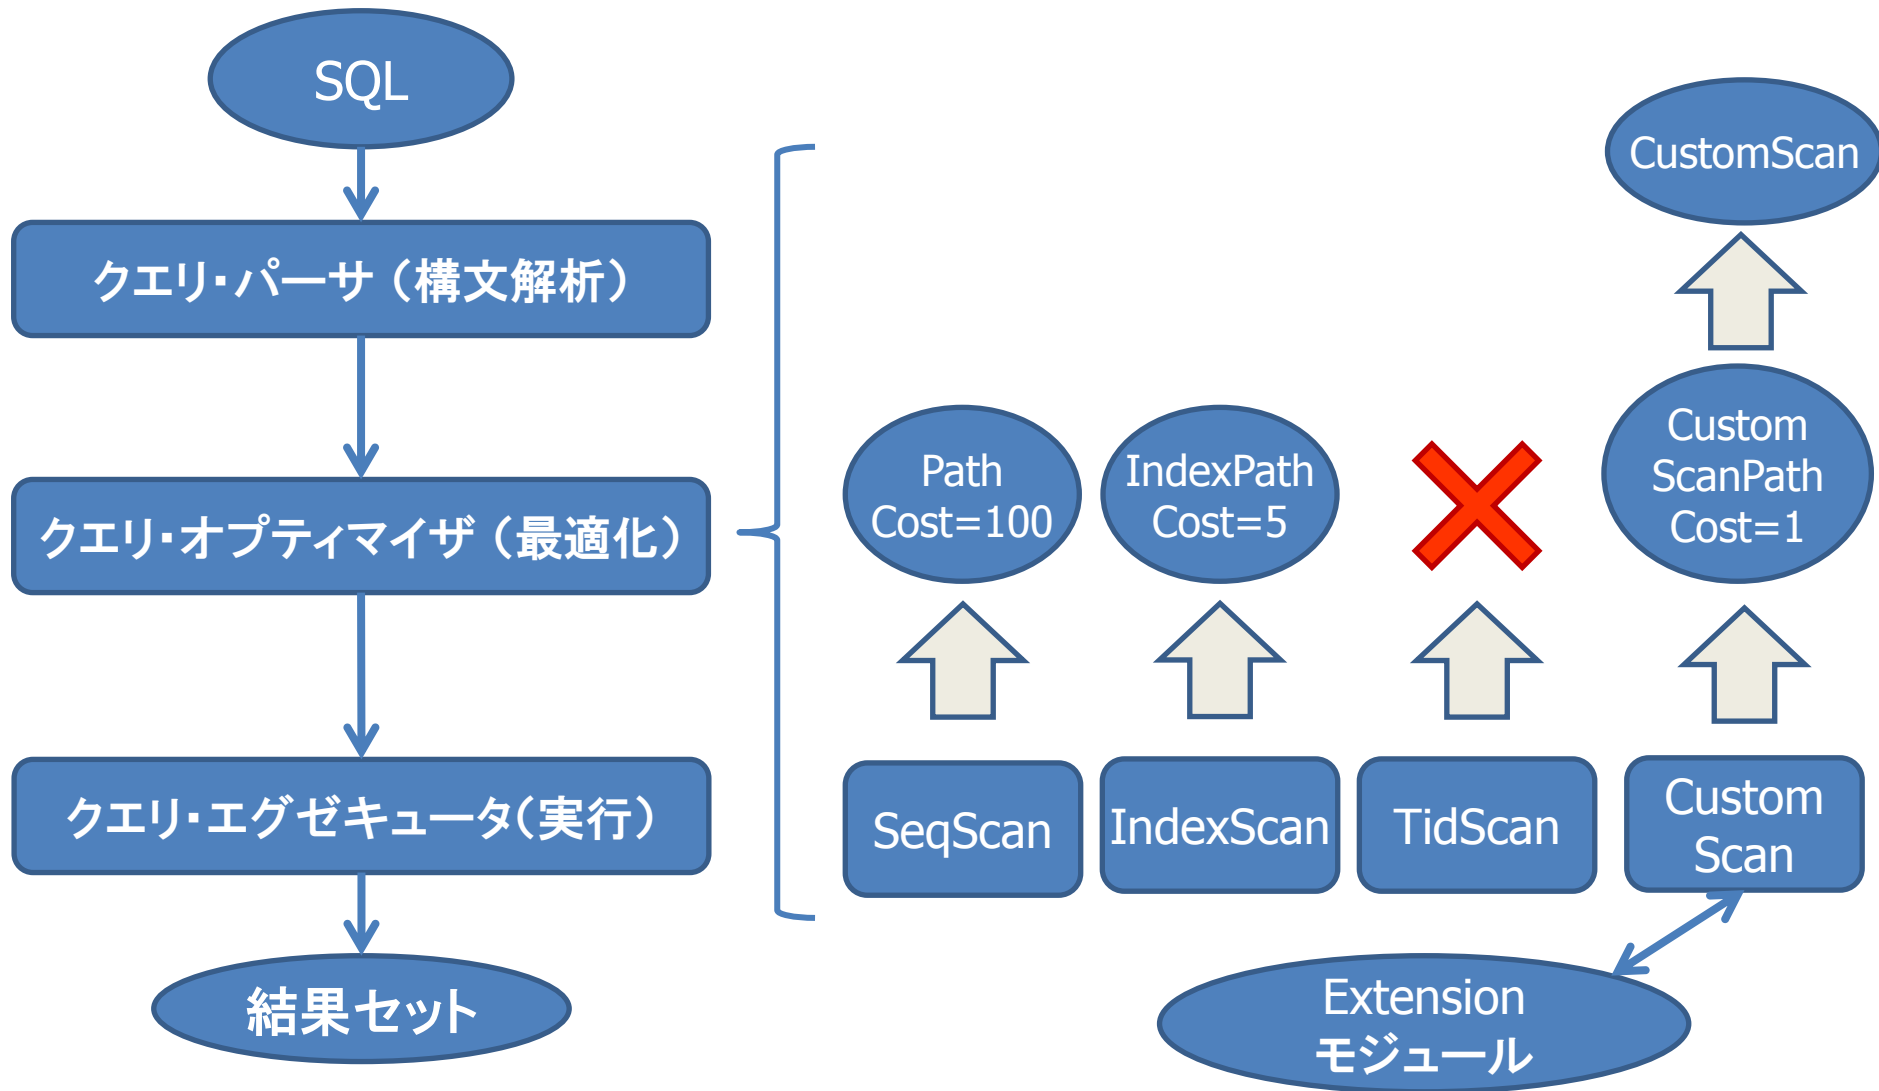 SQL
クエリ・パーサ（構文解析）
クエリ・オプティマイザ（最適化）
クエリ・エグゼキュータ(実行）
結果セット
CustomScan
Path
Cost=100
IndexPath
Cost=5
Custom
ScanPath
Cost=1
SeqScan
IndexScan
TidScan
Custom
Scan
Extension
モジュール